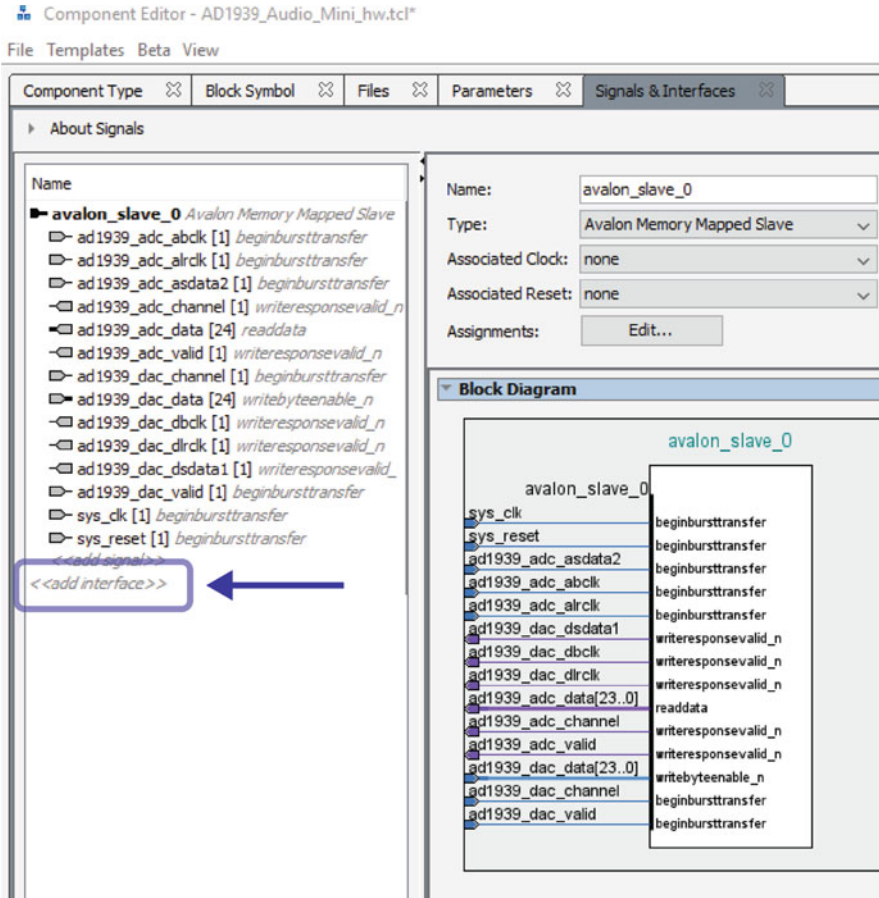 Component Editor - AD1939_Audio_Mini_hw.tcl*
File Templates Beta View
Component Type Block Symbol Files Parameters Signals & Interfaces
About Signals
Name
avalon_slave_0 Avalon Memory Mapped Slave
ad1939_adc_abclk [1] beginbursttransfer
ad1939_adc_alrclk [1] beginbursttransfer
ad1939_adc_asdata2 [1] beginbursttransfer
ad1939_adc_channel [1] writeresponsevalid_n
ad1939_adc_data [24] readdata
ad1939_adc_valid [1] writeresponsevalid_n
ad1939_dac_channel [1] beginbursttransfer
ad1939_dac_data [24] writebyteenable_n
ad1939_dac_dbclk [1] writeresponsevalid_n
ad1939_dac_dlrclk [1] writeresponsevalid_n
ad1939_dac_dsdata1 [1] writeresponsevalid_
ad1939_dac_valid [1] beginbursttransfer
sys_clk [1] beginbursttransfer
sys_reset [1] beginbursttransfer
<<add signal>>
<<add interface>>
Name: avalon_slave_0
Type: Avalon Memory Mapped Slave
Associated Clock: none
Associated Reset: none
Assignments: Edit...
Block Diagram
avalon_slave_0
avalon_slave_0
sys_clk beginbursttransfer
sys_reset beginbursttransfer
ad1939_adc_asdata2 beginbursttransfer
ad1939_adc_abclk beginbursttransfer
ad1939_adc_alrclk beginbursttransfer
ad1939_dac_dsdata1 writeresponsevalid_n
ad1939_dac_dbclk writeresponsevalid_n
ad1939_dac_dlrclk writeresponsevalid_n
ad1939_adc_data[23..0] readdata
ad1939_adc_channel writeresponsevalid_n
ad1939_adc_valid writeresponsevalid_n
ad1939_dac_data[23..0] writebyteenable_n
ad1939_dac_channel beginbursttransfer
ad1939_dac_valid beginbursttransfer